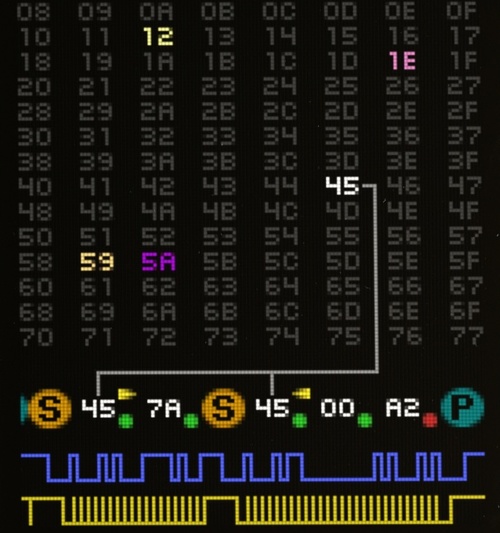 08 09 0A 0B 0C 0D 0E 0F
10 11 12 13 14 15 16 17
18 19 1A 1B 1C 1D 1E 1F
20 21 22 23 24 25 26 27
28 29 2A 2B 2C 2D 2E 2F
30 31 32 33 34 35 36 37
38 39 3A 3B 3C 3D 3E 3F
40 41 42 43 44 45 46 47
48 49 4A 4B 4C 4D 4E 4F
50 51 52 53 54 55 56 57
58 59 5A 5B 5C 5D 5E 5F
60 61 62 63 64 65 66 67
68 69 6A 6B 6C 6D 6E 6F
70 71 72 73 74 75 76 77
S 45 7A S 45 00 A2 P